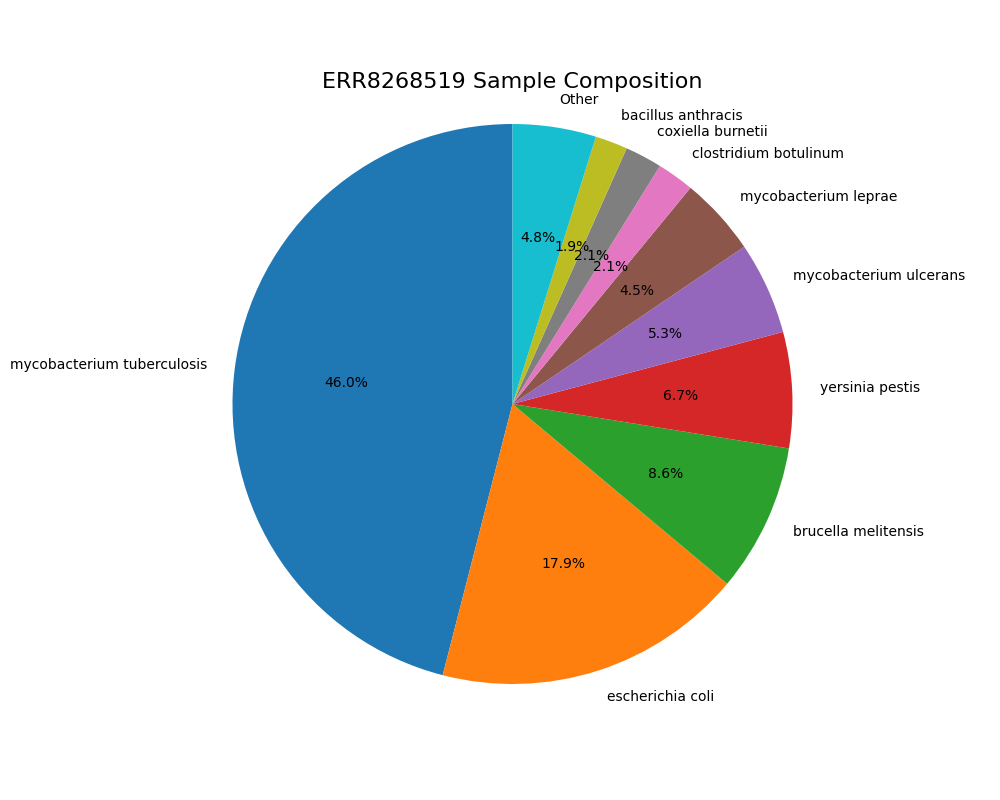 ERR8268519 Sample Composition
Other
bacillus anthracis
coxiella burnetii
clostridium botulinum
mycobacterium leprae
mycobacterium ulcerans
yersinia pestis
brucella melitensis
escherichia coli
mycobacterium tuberculosis
4.8%
1.9%
2.1%
2.1%
4.5%
5.3%
6.7%
8.6%
17.9%
46.0%